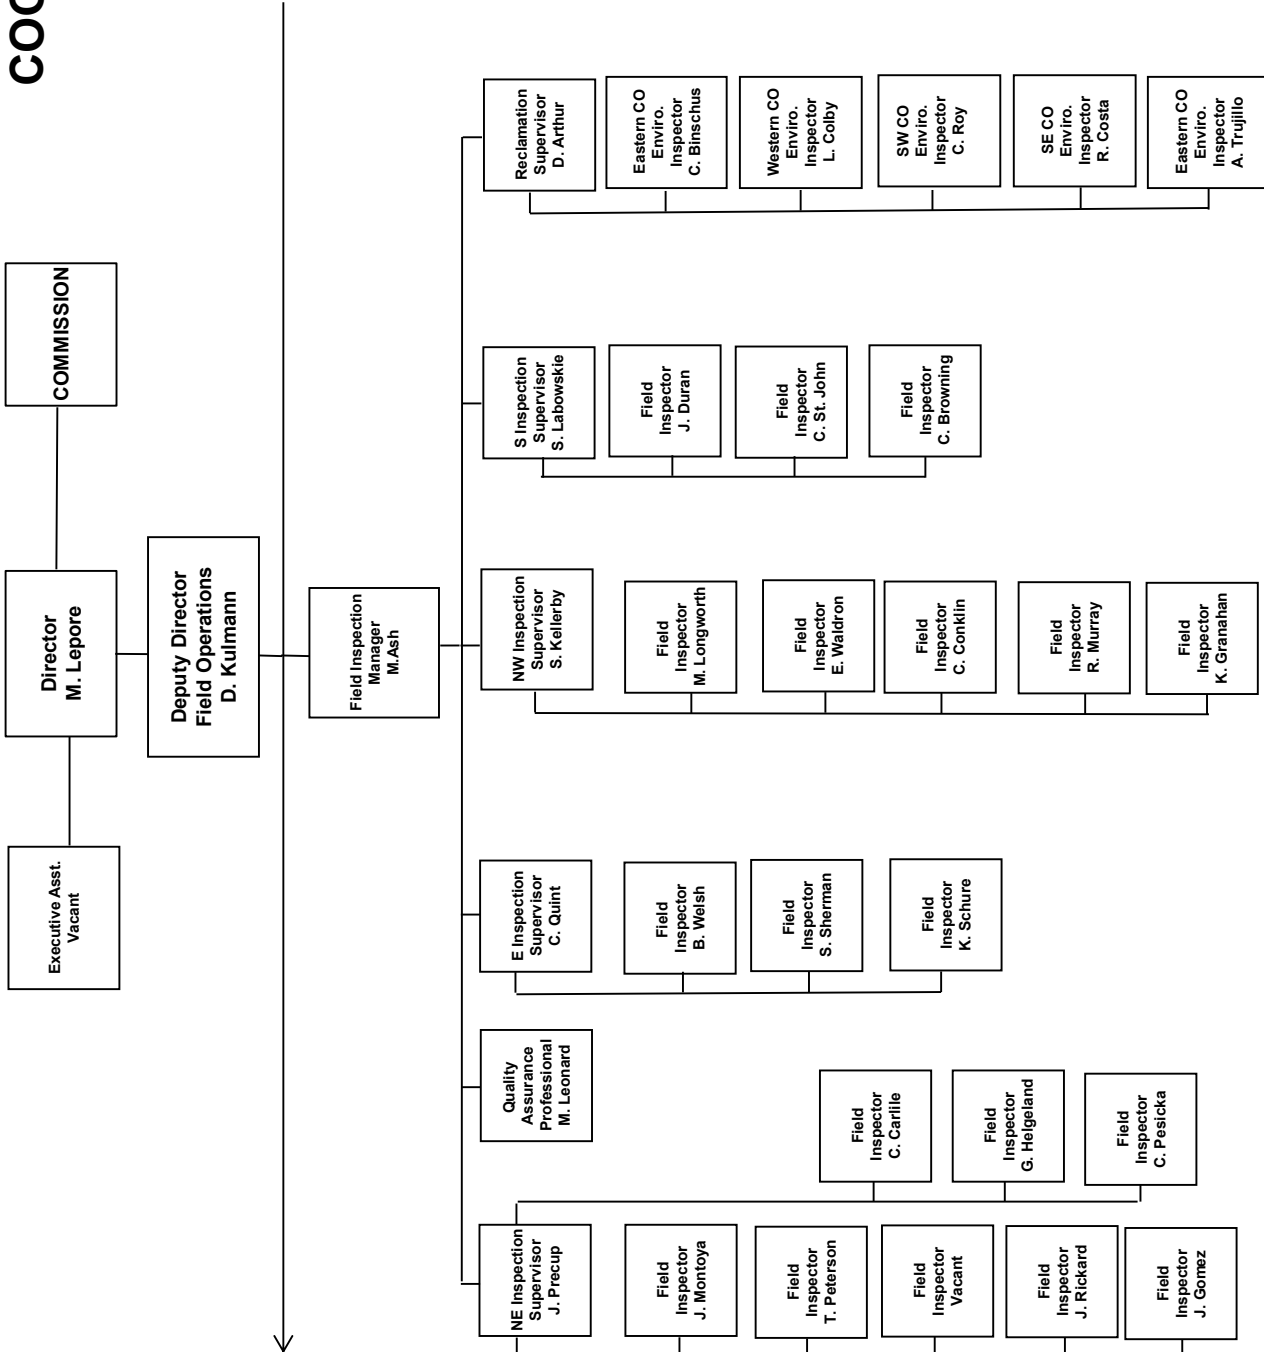 Executive Asst.
Vacant
Director
M. Lepore
COMMISSION
Deputy Director
Field Operations
D. Kulmann
Field Inspection
Manager
M.Ash
NE Inspection
Supervisor
J. Precup
Field
Inspector
J. Montoya
Field
Inspector
T. Peterson
Field
Inspector
Vacant
Field
Inspector
J. Rickard
Field
Inspector
J. Gomez
Field
Inspector
C. Carlile
Field
Inspector
G. Helgeland
Field
Inspector
C. Pesicka
Quality
Assurance
Professional
M. Leonard
E Inspection
Supervisor
C. Quint
Field
Inspector
B. Welsh
Field
Inspector
S. Sherman
Field
Inspector
K. Schure
NW Inspection
Supervisor
S. Kellerby
Field
Inspector
M. Longworth
Field
Inspector
E. Waldron
Field
Inspector
C. Conklin
Field
Inspector
R. Murray
Field
Inspector
K. Granahan
S Inspection
Supervisor
S. Labowskie
Field
Inspector
J. Duran
Field
Inspector
C. St. John
Field
Inspector
C. Browning
Reclamation
Supervisor
D. Arthur
Eastern CO
Enviro.
Inspector
C. Binschus
Western CO
Enviro.
Inspector
L. Colby
SW CO
Enviro.
Inspector
C. Roy
SE CO
Enviro.
Inspector
R. Costa
Eastern CO
Enviro.
Inspector
A. Trujillo